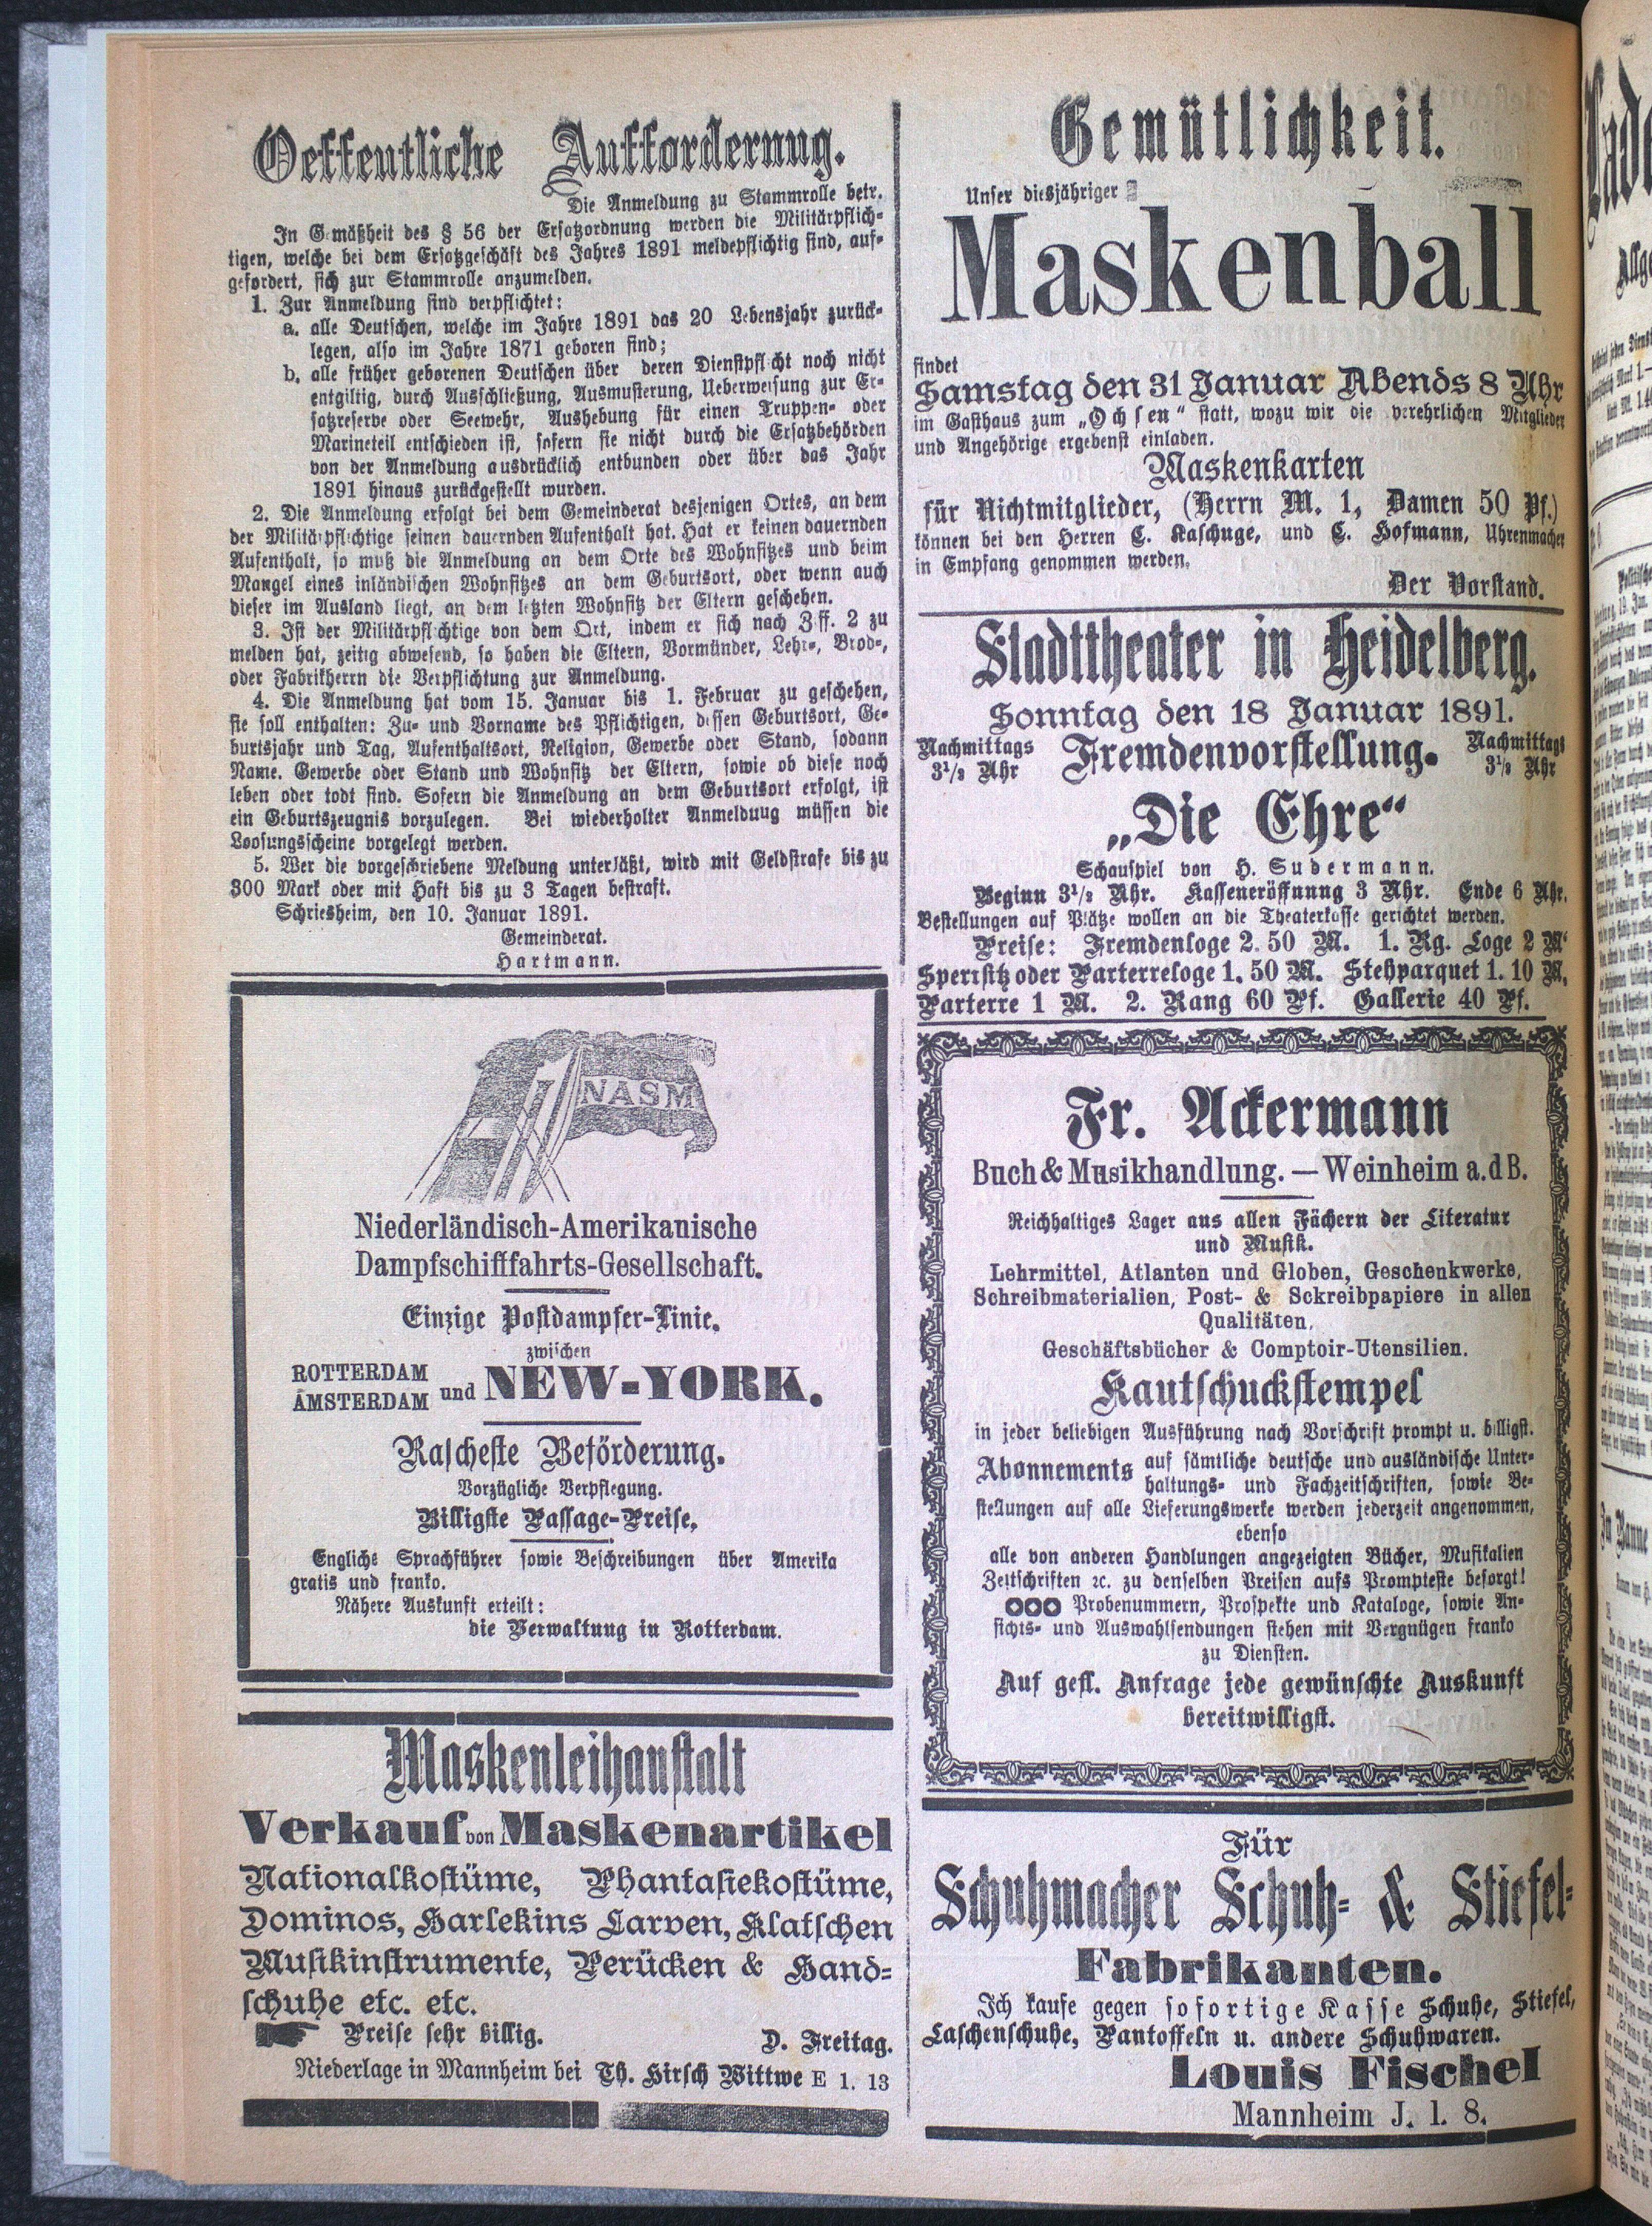 Oeffentliche Aufforderung.
Die Anmeldung zu Stammrolle betr.
In Gemäßheit des § 56 der Ersatzordnung werden die Militärpflich-
tigen, welche bei dem Ersatzgeschäft des Jahres 1891 meldepflichtig sind, auf-
gefordert, sich zur Stammrolle anzumelden.
1. Zur Anmeldung sind verpflichtet:
a. alle Deutschen, welche im Jahre 1891 das 20 Lebensjahr zurück-
legen, also im Jahre 1871 geboren sind;
b. alle früher geborenen Deutschen über deren Dienstpflicht noch nicht
entgiltig, durch Ausschließung, Ausmusterung, Ueberweisung zur Er-
satzreserve oder Seewehr, Aushebung für einen Truppen- oder
Marineteil entschieden ist, sofern sie nicht durch die Ersatzbehörden
von der Anmeldung ausdrücklich entbunden oder über das Jahr
1891 hinaus zurückgestellt wurden.
2. Die Anmeldung erfolgt bei dem Gemeinderat desjenigen Ortes, an dem
der Militärpflichtige seinen dauernden Aufenthalt hat. Hat er keinen dauernden
Aufenthalt, so muß die Anmeldung an dem Orte des Wohnsitzes und beim
Mangel eines inländischen Wohnsitzes an dem Geburtsort, oder wenn auch
dieser im Ausland liegt, an dem letzten Wohnsitz der Eltern geschehen.
3. Ist der Militärpflichtige von dem Ort, indem er sich nach Ziff. 2 zu
melden hat, zeitig abwesend, so haben die Eltern, Vormünder, Lehr-, Brod-,
oder Fabrikherrn die Verpflichtung zur Anmeldung.
4. Die Anmeldung hat vom 15. Januar bis 1. Februar zu geschehen,
sie soll enthalten: Zu- und Vorname des Pflichtigen, dessen Geburtsort, Ge-
burtsjahr und Tag, Aufenthaltsort, Religion, Gewerbe oder Stand, sodann
Name. Gewerbe oder Stand und Wohnsitz der Eltern, sowie ob diese noch
leben oder todt sind. Sofern die Anmeldung an dem Geburtsort erfolgt, ist
ein Geburtszeugnis vorzulegen. Bei wiederholter Anmeldung müssen die
Loosungsscheine vorgelegt werden.
5. Wer die vorgeschriebene Meldung unterläßt, wird mit Geldstrafe bis zu
300 Mark oder mit Haft bis zu 3 Tagen bestraft.
Schriesheim, den 10. Januar 1891.
Gemeinderat.
Hartmann.
NASM
Niederländisch-Amerikanische
Dampfschifffahrts-Gesellschaft.
Einzige Postdampfer-Linie,
zwischen
ROTTERDAM
AMSTERDAM und NEW-YORK.
Rascheste Beförderung.
Vorzügliche Verpflegung.
Billigste Passage-Preise,
Englichs Sprachführer sowie Beschreibungen über Amerika
gratis und franko.
Nähere Auskunft erteilt:
die Verwaltung in Rotterdam.
Maskenleihanstalt
Verkauf von Maskenartikel
Nationalkostüme, Phantasiekostüme,
Dominos, Harlekins Larven, Klatschen
Musikinstrumente, Perücken & Hand-
schuhe etc. etc.
Preise sehr billig. D. Freitag.
Niederlage in Mannheim bei Th. Hirsch Wittwe E 1. 13
Gemütlichkeit.
Unser diesjähriger
Maskenball
findet
Samstag den 31 Januar Abends 8 Uhr
im Gasthaus zum „Ochsen“ statt, wozu wir die verehrlichen Mitglieder
und Angehörige ergebenst einladen.
Maskenkarten
für Nichtmitglieder, (Herrn M. 1, Damen 50 Pf.)
können bei den Herren C. Kaschuge, und C. Hofmann, Uhrenmacher
in Empfang genommen werden.
Der Vorstand.
Stadttheater in Heidelberg.
Sonntag den 18 Januar 1891.
Nachmittags 3½ Uhr Fremdenvorstellung. Nachmittags 3½ Uhr
„Die Ehre“
Schauspiel von H. Sudermann.
Beginn 3½ Uhr. Kasseneröffnung 3 Uhr. Ende 6 Uhr.
Bestellungen auf Plätze wollen an die Theaterkasse gerichtet werden.
Preise: Fremdenloge 2. 50 M. 1. Rg. Loge 2 M
Sperrsitz oder Parterreloge 1. 50 M. Stehparquet 1. 10 M,
Parterre 1 M. 2. Rang 60 Pf. Gallerie 40 Pf.
Fr. Ackermann
Buch & Musikhandlung. — Weinheim a.d B.
Reichhaltiges Lager aus allen Fächern der Literatur
und Musik.
Lehrmittel, Atlanten und Globen, Geschenkwerke,
Schreibmaterialien, Post- & Sckreibpapiere in allen
Qualitäten,
Geschäftsbücher & Comptoir-Utensilien.
Kautschuckstempel
in jeder beliebigen Ausführung nach Vorschrift prompt u. billigst.
Abonnements auf sämtliche deutsche und ausländische Unter-
haltungs- und Fachzeitschriften, sowie Be-
stellungen auf alle Lieferungswerke werden jederzeit angenommen,
ebenso
alle von anderen Handlungen angezeigten Bücher, Musikalien
Zeitschriften ꝛc. zu denselben Preisen aufs Prompteste besorgt!
Probenummern, Prospekte und Kataloge, sowie An-
sichts- und Auswahlsendungen stehen mit Vergnügen franko
zu Diensten.
Auf gefl. Anfrage jede gewünschte Auskunft
bereitwilligst.
Für
Schuhmacher Schuh- & Stiefel-
Fabrikanten.
Ich kaufe gegen sofortige Kasse Schuhe, Stiefel,
Laschenschuhe, Pantoffeln u. andere Schuhwaren.
Louis Fischel
Mannheim J. 1. 8.